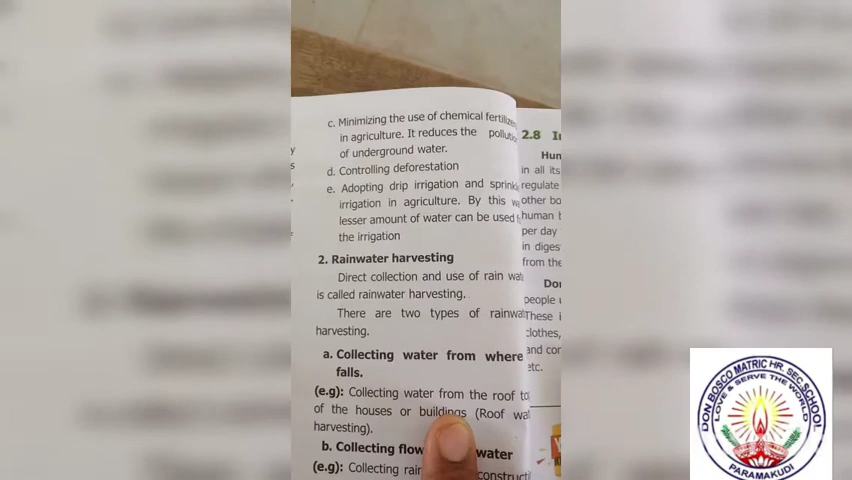 c. Minimizing the use of chemical fertilize
in agriculture. It reduces the pollutio
of underground water.
d. Controlling deforestation
e. Adopting drip irrigation and sprink
irrigation in agriculture. By this w
lesser amount of water can be used
the irrigation
2. Rainwater harvesting
Direct collection and use of rain wat
is called rainwater harvesting.
There are two types of rainwat
harvesting.
a. Collecting water from where
falls.
(e.g): Collecting water from the roof to
of the houses or buildings (Roof wat
harvesting).
b. Collecting flow water
(e.g): Collecting rai constructi
y
s
2.8 I
Hum
in all its
regulate
other bo
human b
per day
in diges
from the
Do
people u
These i
clothes,
and con
etc.
DON BOSCO MATRIC HR. SEC. SCHOOL
LOVE & SERVE THE WORLD
PARAMAKUDI